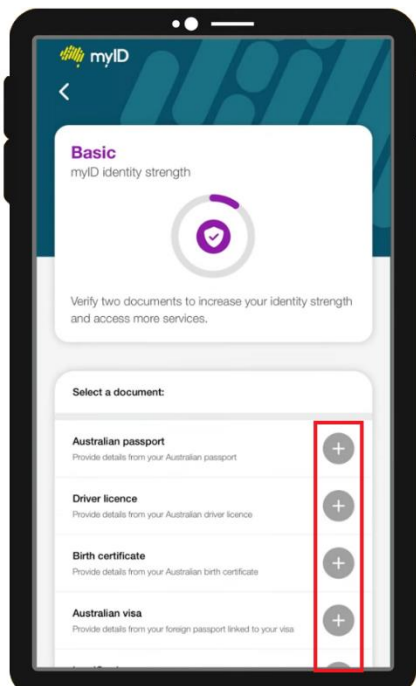 myID
Basic
myID identity strength
Verify two documents to increase your identity strength
and access more services.
Select a document:
Australian passport
Provide details from your Australian passport
Driver licence
Provide details from your Australian driver licence
Birth certificate
Provide details from your Australian birth certificate
Australian visa
Provide details from your foreign passport linked to your visa